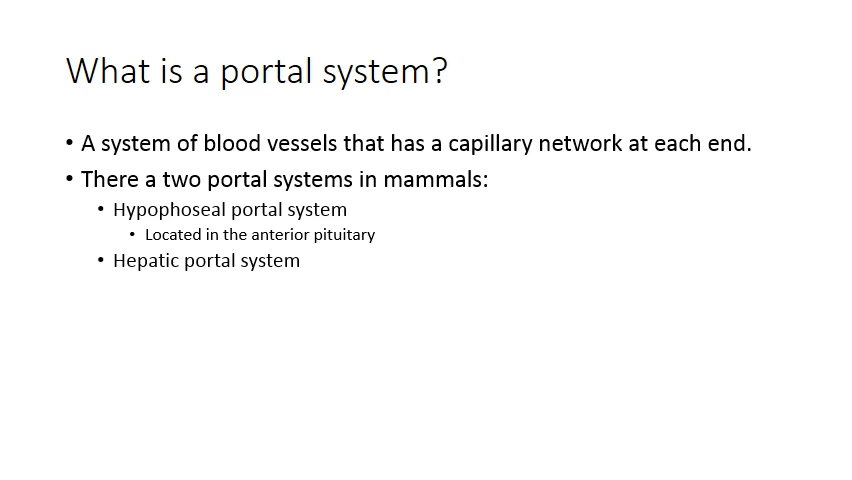 What is a portal system?
• A system of blood vessels that has a capillary network at each end.
• There a two portal systems in mammals:
• Hypophoseal portal system
• Located in the anterior pituitary
• Hepatic portal system